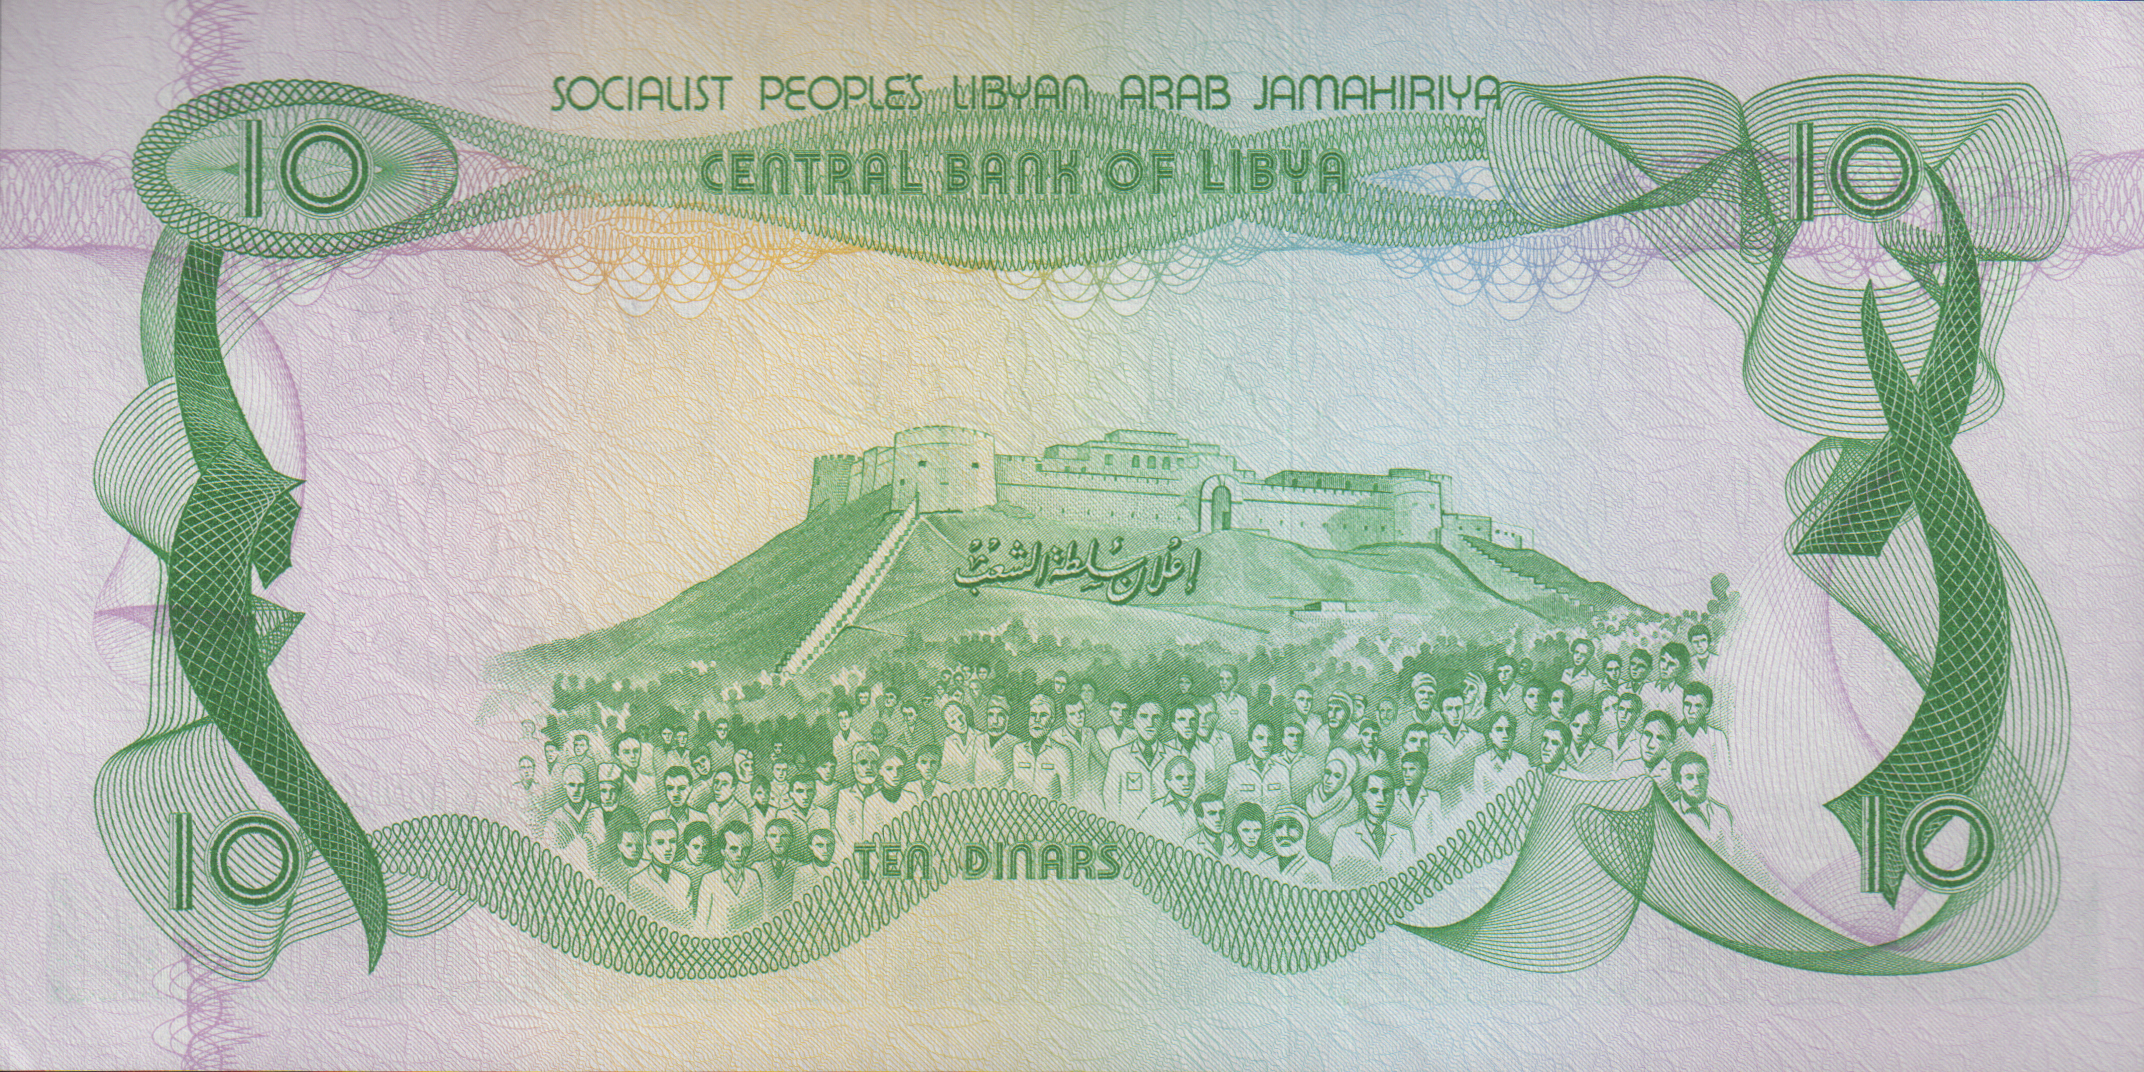 SOCIALIST PEOPLE'S LIBYAN ARAB JAMAHIRIYA
10 CENTRAL BANK OF LIBYA 10
إعلان سلطة الشعب
10 TEN DINARS 10